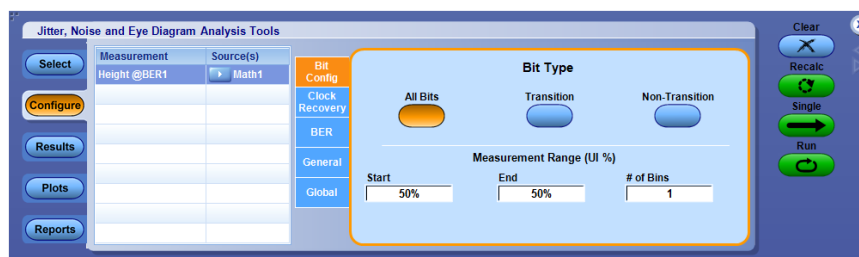 Jitter, Noise and Eye Diagram Analysis Tools
Clear
Select
Measurement Source(s)
Height @BER1 Math1
Bit Config
Bit Type
Recalc
Configure
Clock Recovery
All Bits Transition Non-Transition
Single
Results
BER
General
Measurement Range (UI %)
Run
Plots
Global
Start End # of Bins
50% 50% 1
Reports